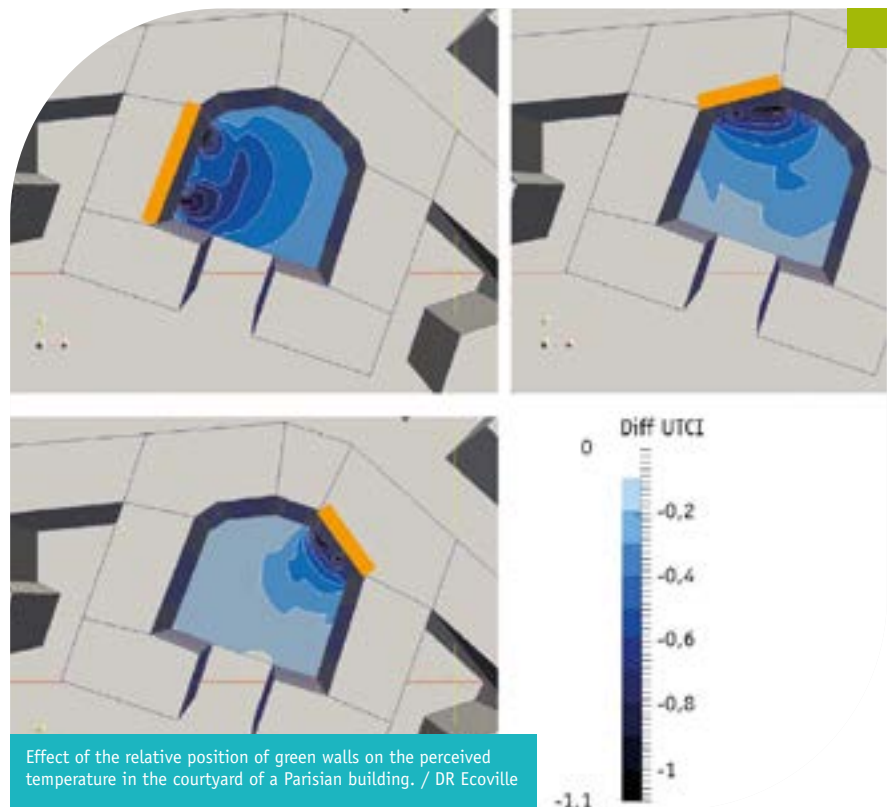 Diff UTCI
0
-0,2
-0,4
-0,6
-0,8
-1
-1.1
Effect of the relative position of green walls on the perceived
temperature in the courtyard of a Parisian building. / DR Ecoville